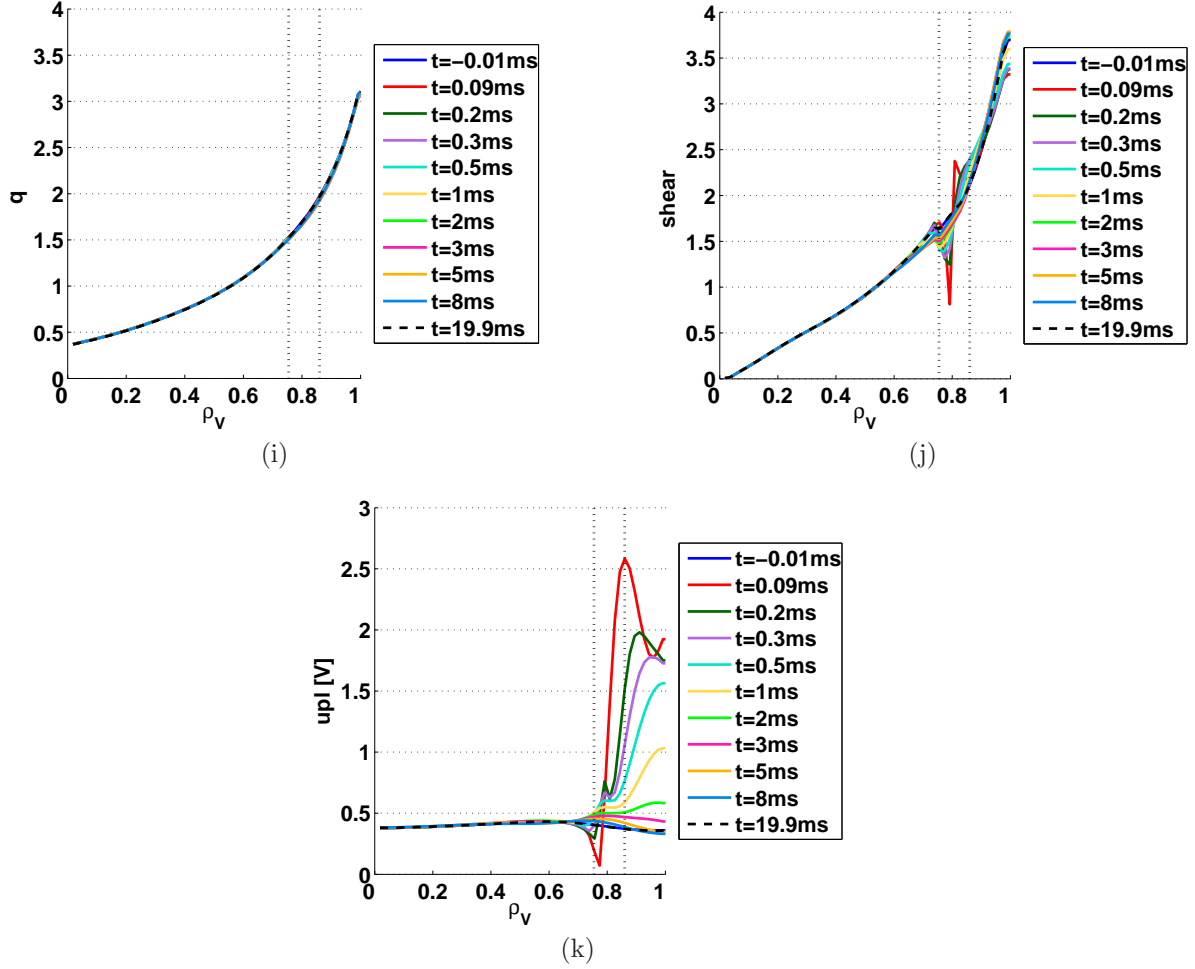 4
3.5
3
2.5
2
1.5
1
0.5
0
q
0 0.2 0.4 0.6 0.8 1
ρV
t=−0.01ms
t=0.09ms
t=0.2ms
t=0.3ms
t=0.5ms
t=1ms
t=2ms
t=3ms
t=5ms
t=8ms
t=19.9ms
(i)
4
3.5
3
2.5
2
1.5
1
0.5
0
shear
0 0.2 0.4 0.6 0.8 1
ρV
t=−0.01ms
t=0.09ms
t=0.2ms
t=0.3ms
t=0.5ms
t=1ms
t=2ms
t=3ms
t=5ms
t=8ms
t=19.9ms
(j)
3
2.5
2
1.5
1
0.5
0
upl [V]
0 0.2 0.4 0.6 0.8 1
ρV
t=−0.01ms
t=0.09ms
t=0.2ms
t=0.3ms
t=0.5ms
t=1ms
t=2ms
t=3ms
t=5ms
t=8ms
t=19.9ms
(k)